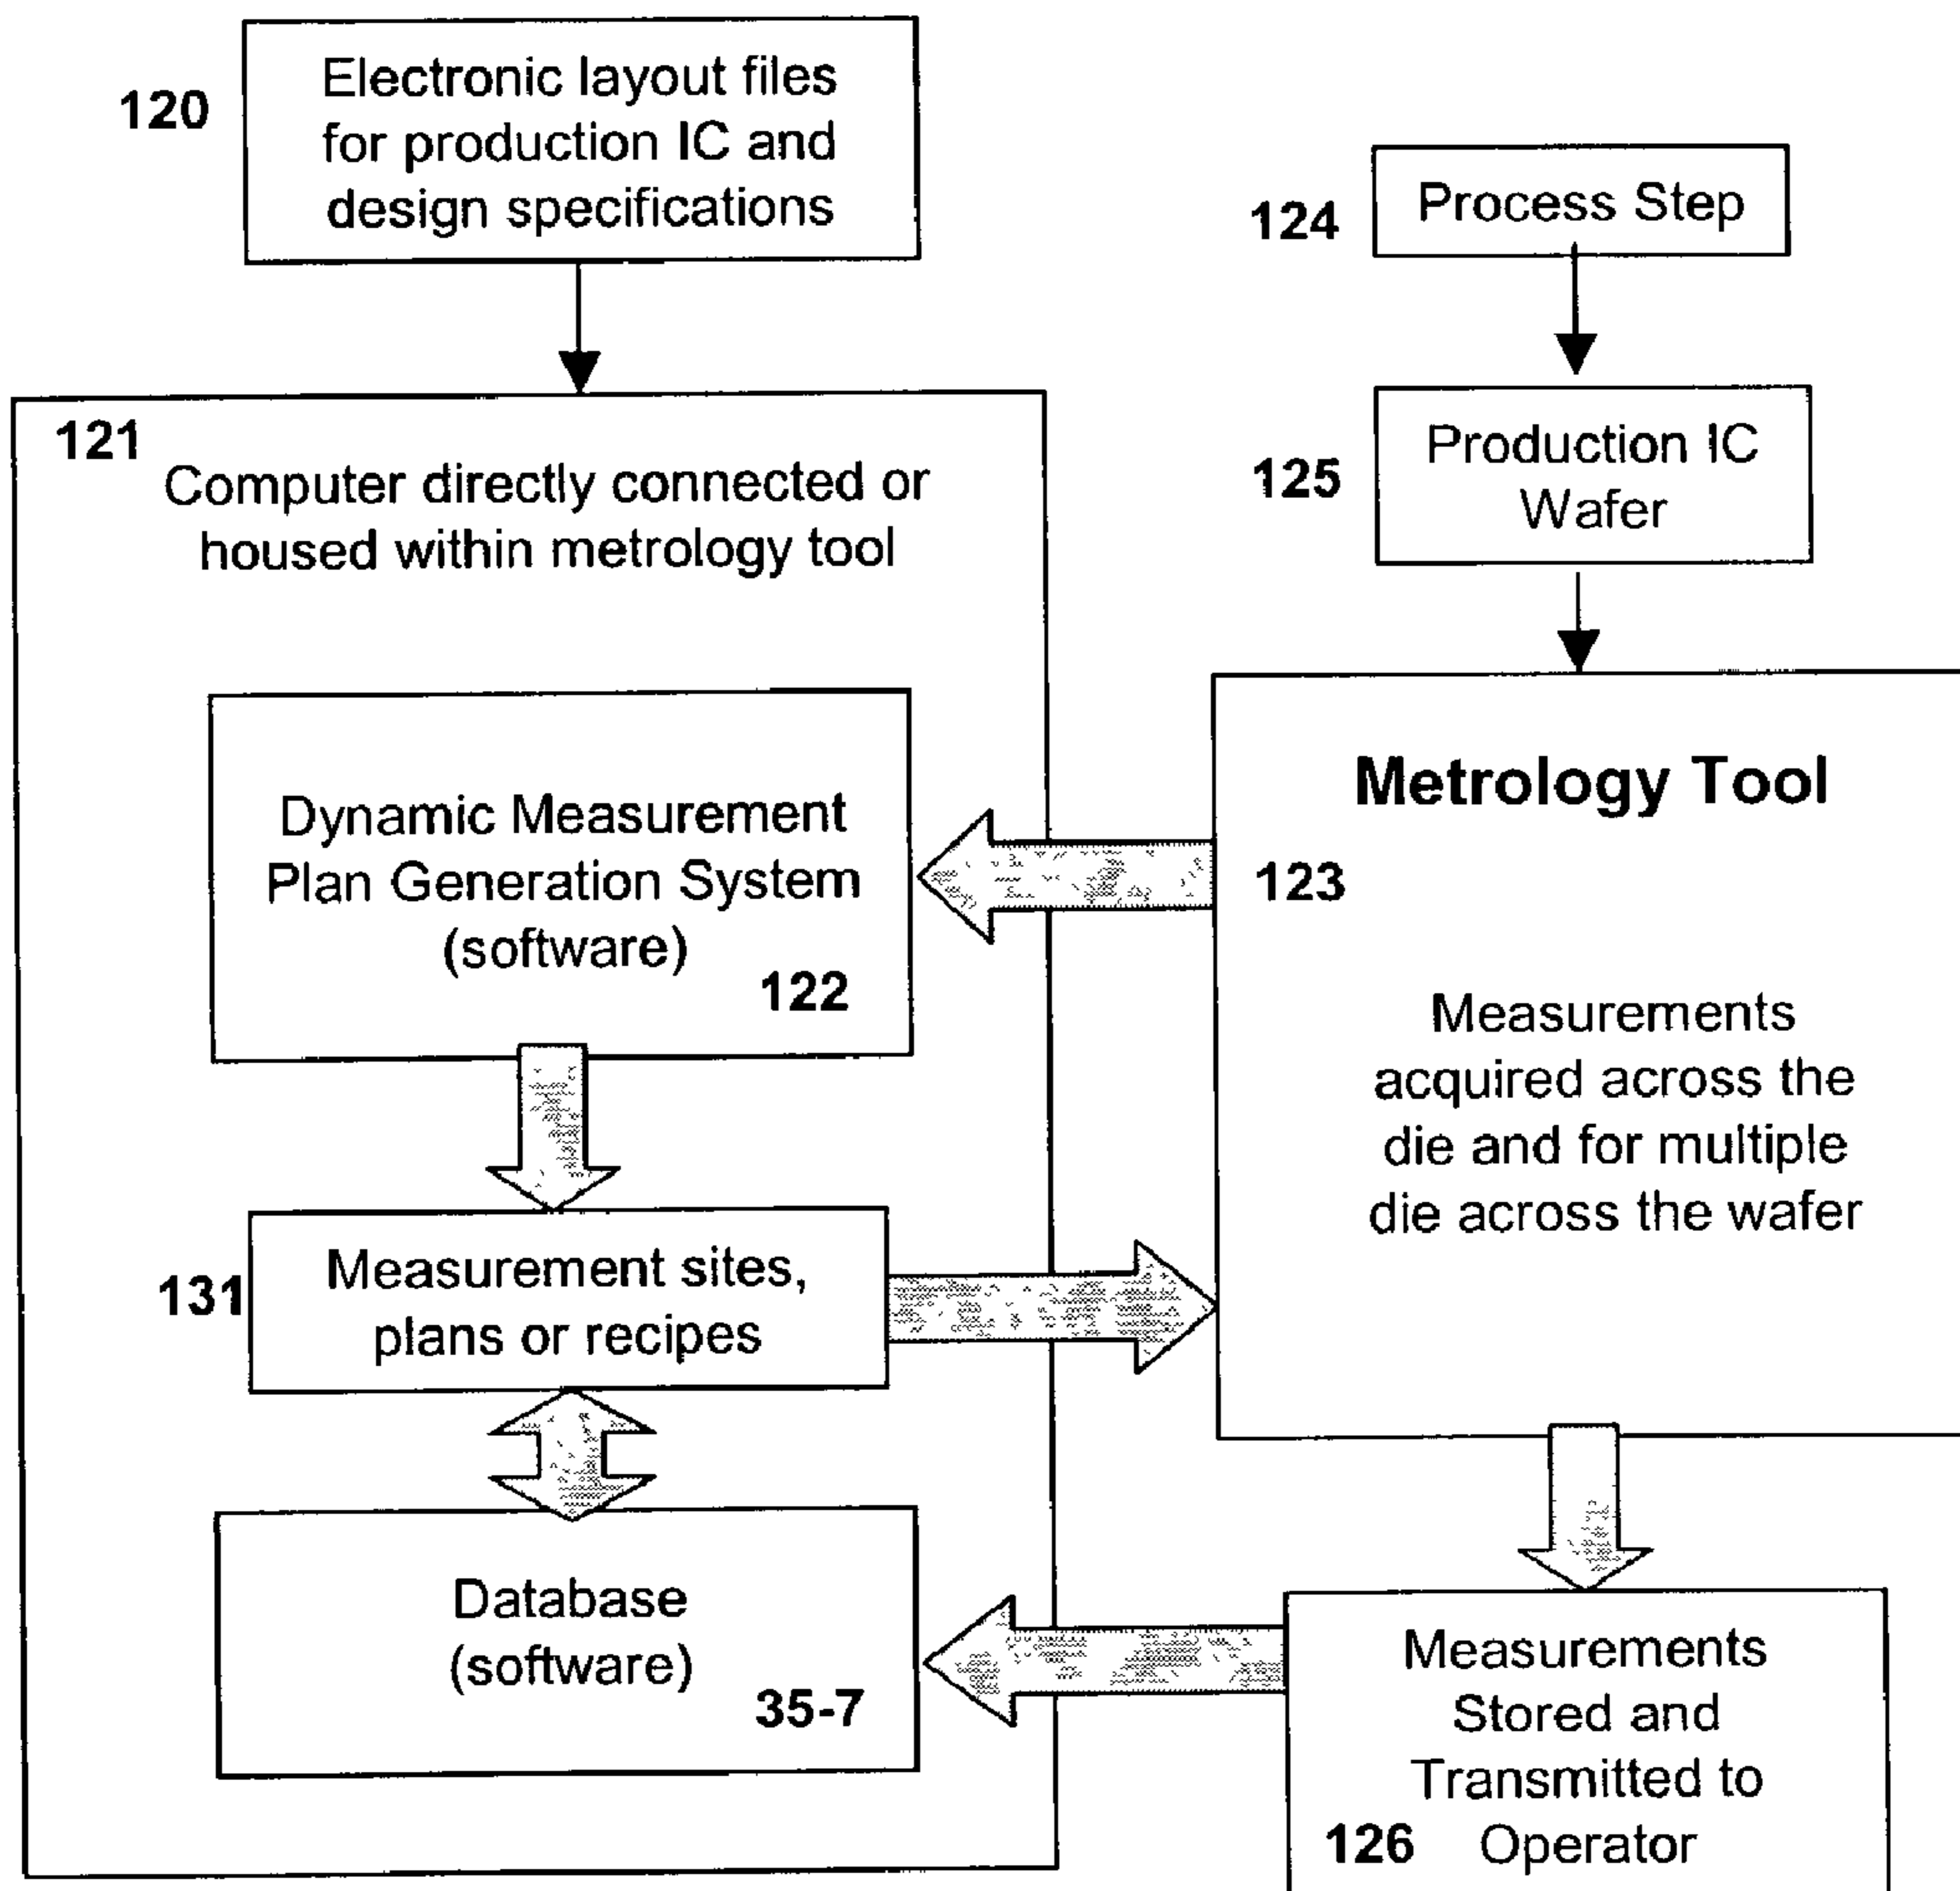 120
Electronic layout files
for production IC and
design specifications
124
Process Step
125
Production IC
Wafer
121
Computer directly connected or
housed within metrology tool
Dynamic Measurement
Plan Generation System
(software)
122
Metrology Tool
123
Measurements
acquired across the
die and for multiple
die across the wafer
131
Measurement sites,
plans or recipes
Database
(software)
35-7
Measurements
Stored and
Transmitted to
126 Operator